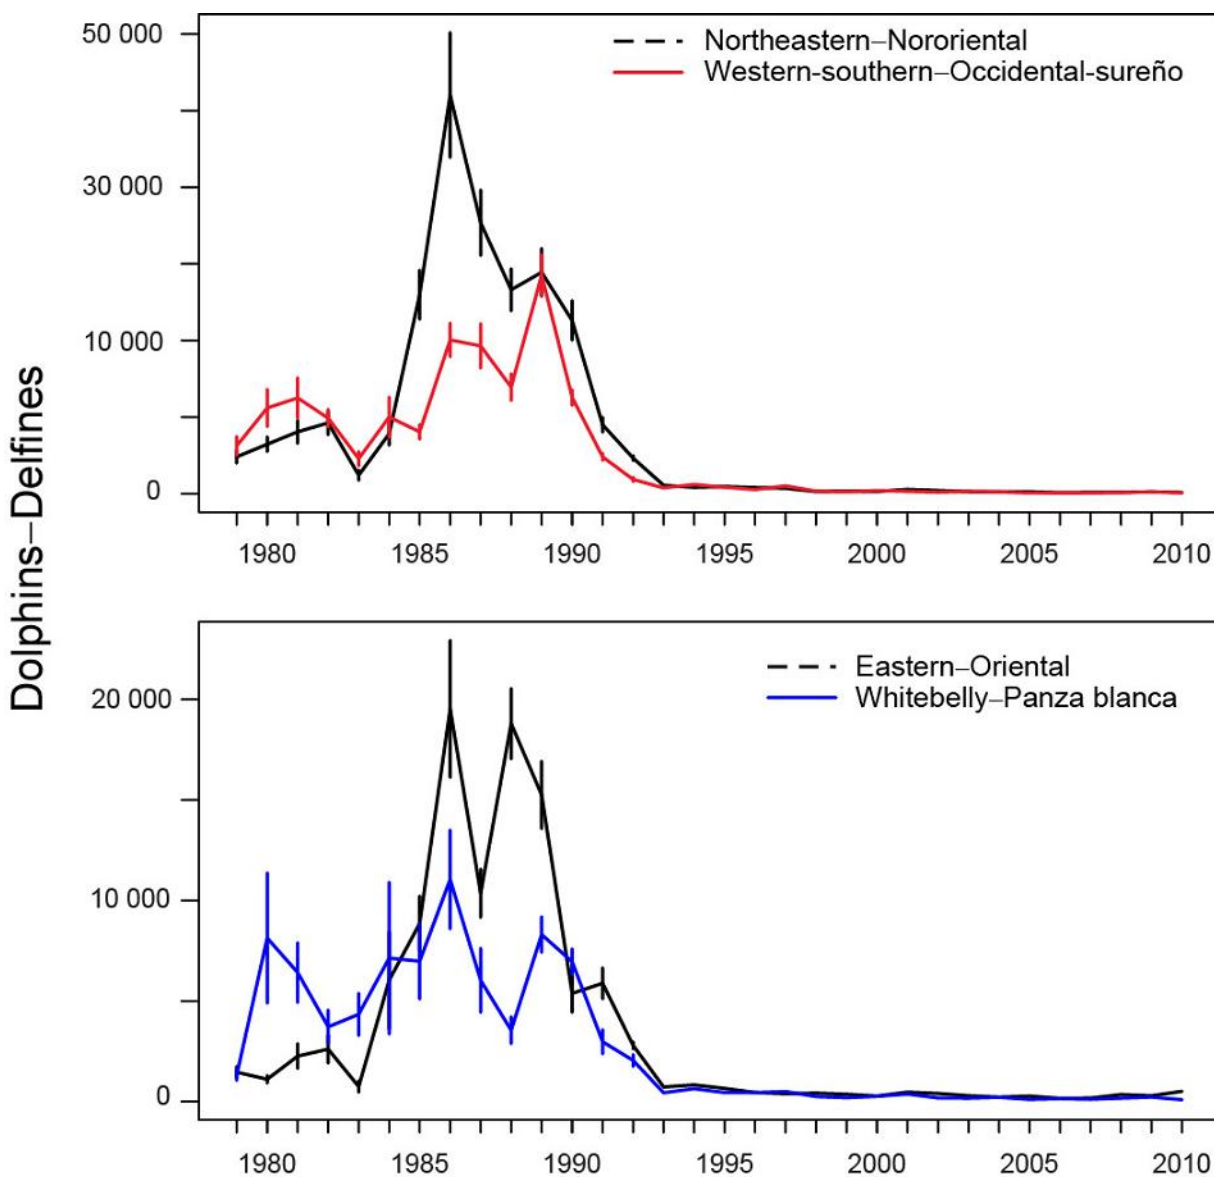 Dolphins–Delfines
50 000
30 000
10 000
0
Northeastern–Nororiental
Western-southern–Occidental-sureño
1980 1985 1990 1995 2000 2005 2010
20 000
10 000
0
Eastern–Oriental
Whitebelly–Panza blanca
1980 1985 1990 1995 2000 2005 2010